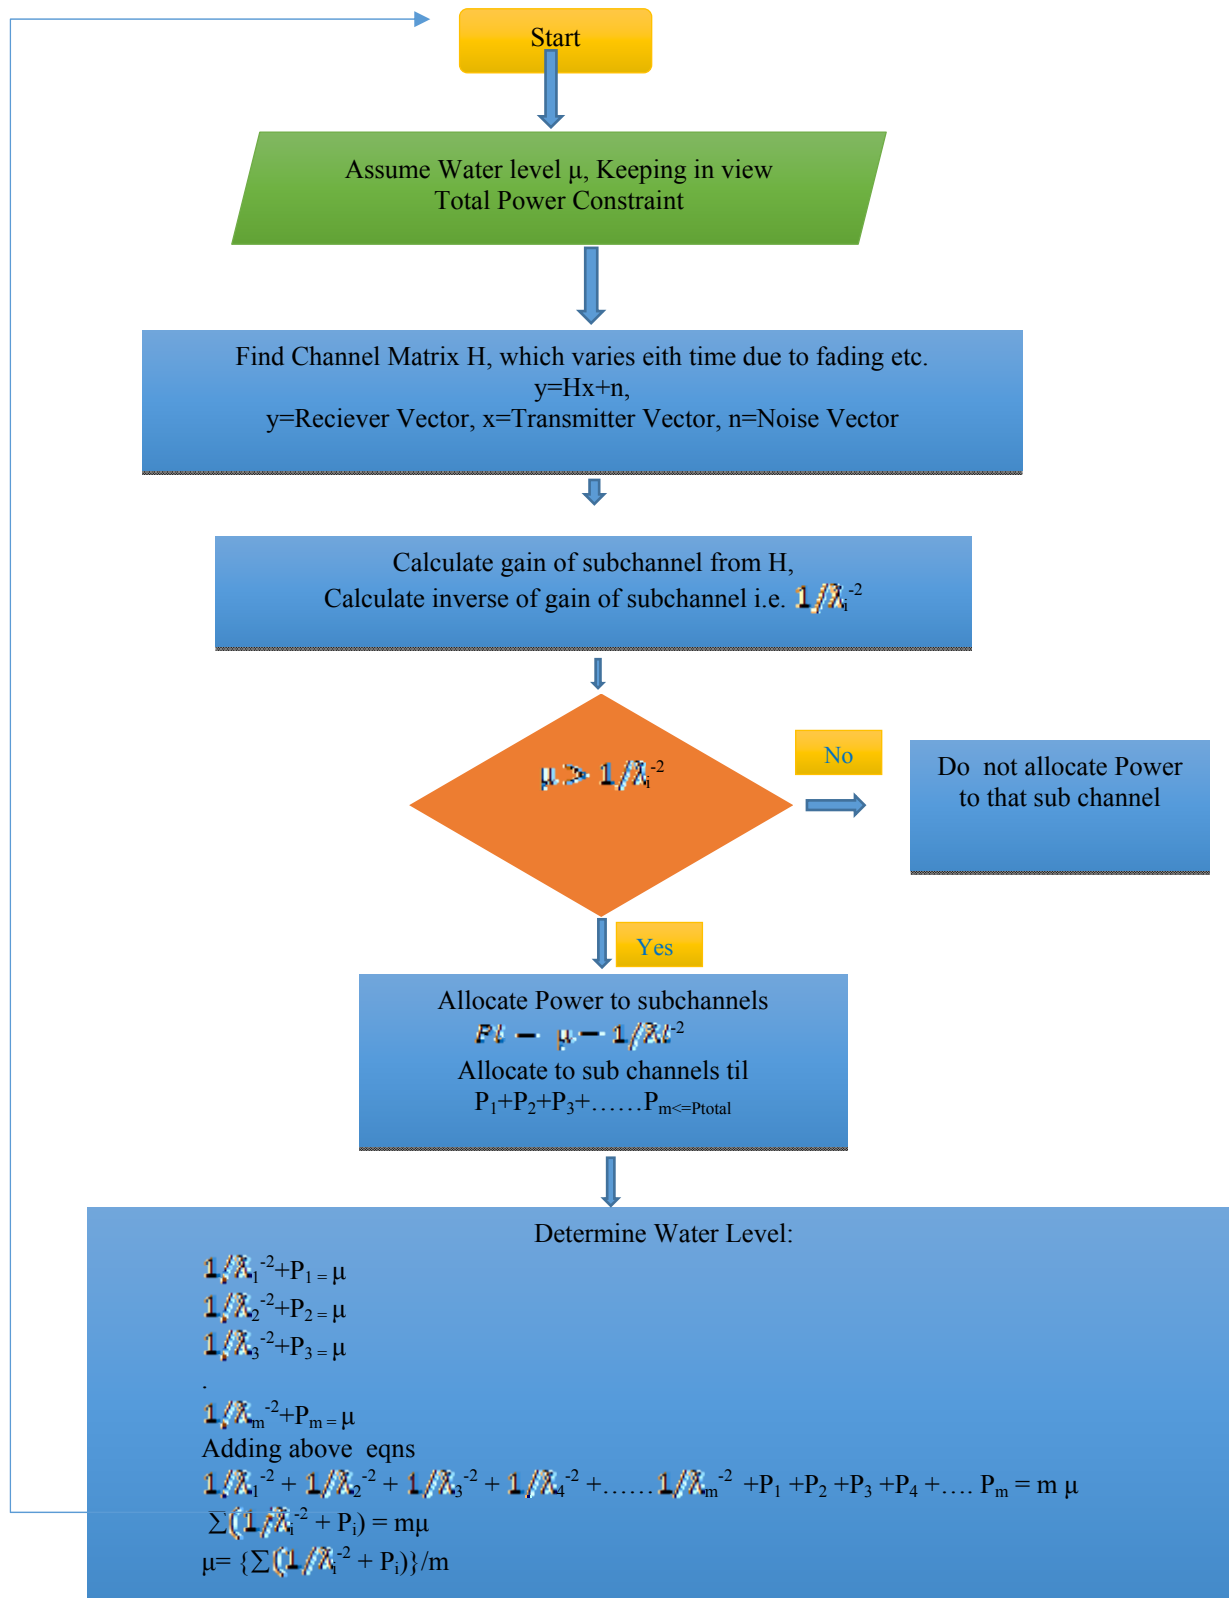 Start
Assume Water level μ, Keeping in view
Total Power Constraint
Find Channel Matrix H, which varies eith time due to fading etc.
y=Hx+n,
y=Reciever Vector, x=Transmitter Vector, n=Noise Vector
Calculate gain of subchannel from H,
Calculate inverse of gain of subchannel i.e. 1/λᵢ⁻²
μ > 1/λᵢ⁻²
No
Do not allocate Power
to that sub channel
Yes
Allocate Power to subchannels
Pi = μ − 1/λi⁻²
Allocate to sub channels til
P₁+P₂+P₃+……Pm<=Ptotal
Determine Water Level:
1/λ₁⁻²+P₁ = μ
1/λ₂⁻²+P₂ = μ
1/λ₃⁻²+P₃ = μ
.
1/λₘ⁻²+Pₘ = μ
Adding above eqns
1/λ₁⁻² + 1/λ₂⁻² + 1/λ₃⁻² + 1/λ₄⁻² +……1/λₘ⁻² +P₁ +P₂ +P₃ +P₄ +…. Pₘ = m μ
∑(1/λᵢ⁻² + Pᵢ) = mμ
μ= {∑(1/λᵢ⁻² + Pᵢ)}/m